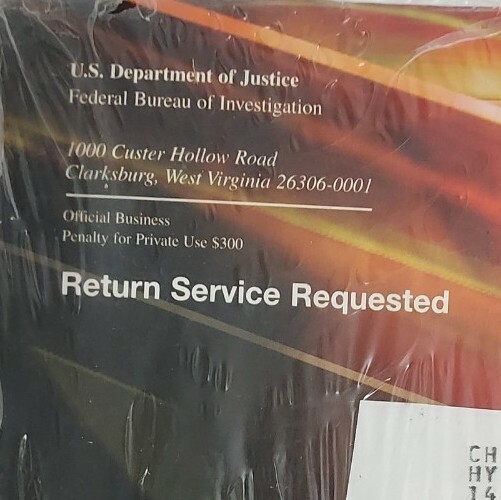 U.S. Department of Justice
Federal Bureau of Investigation
1000 Custer Hollow Road
Clarksburg, West Virginia 26306-0001
Official Business
Penalty for Private Use $300
Return Service Requested
CH
HY
14